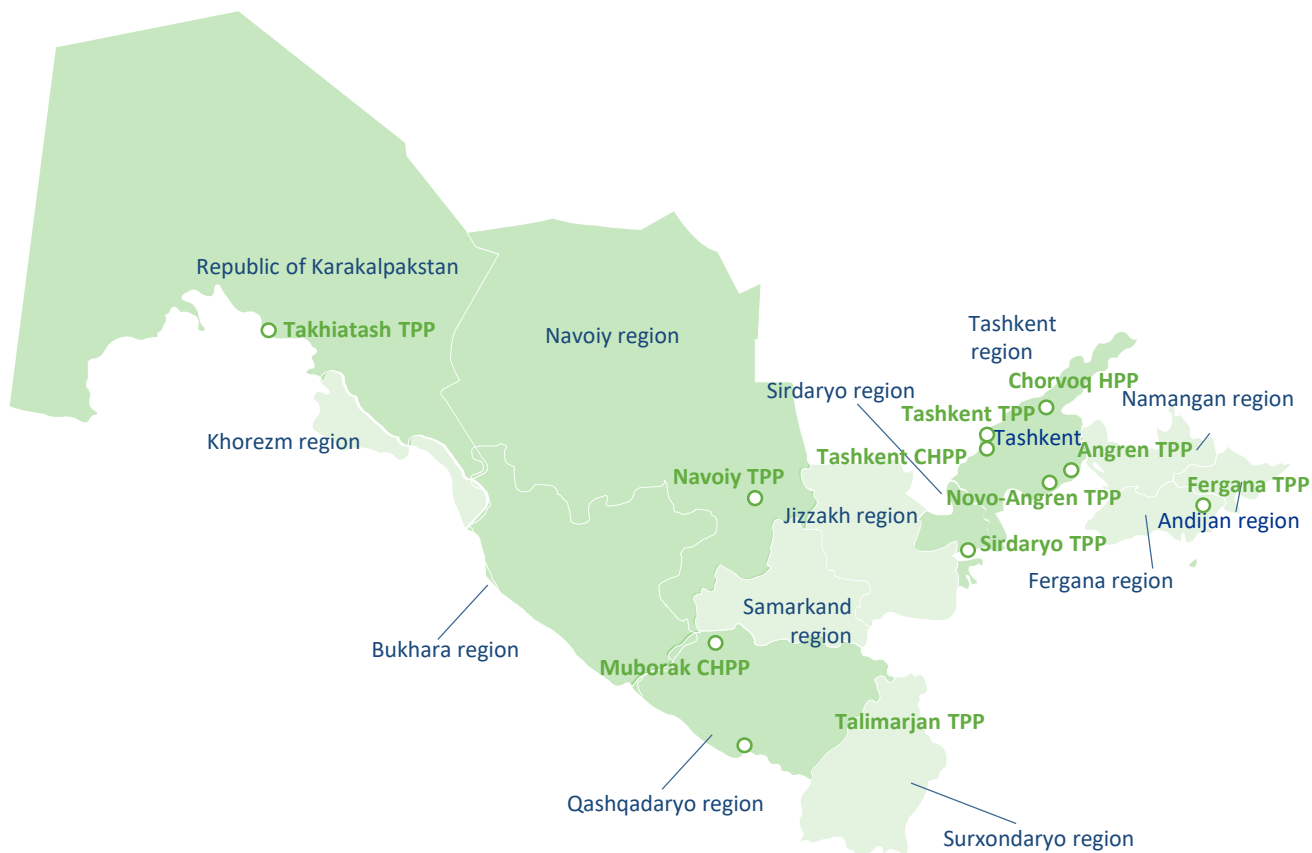 Republic of Karakalpakstan
Takhiatash TPP
Navoiy region
Tashkent
region
Chorvoq HPP
Sirdaryo region
Namangan region
Tashkent TPP
Khorezm region
Tashkent
Tashkent CHPP
Angren TPP
Navoiy TPP
Novo-Angren TPP
Fergana TPP
Jizzakh region
Andijan region
Sirdaryo TPP
Fergana region
Samarkand
region
Bukhara region
Muborak CHPP
Talimarjan TPP
Qashqadaryo region
Surxondaryo region